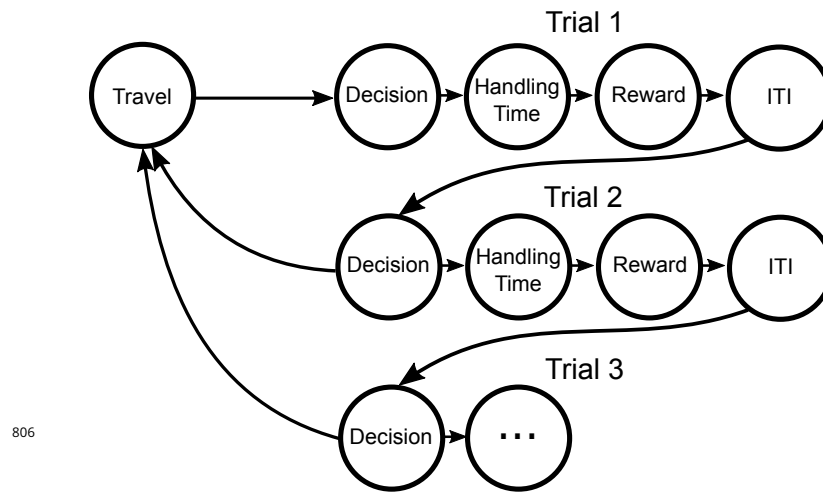 Trial 1
Travel
Decision
Handling
Time
Reward
ITI
Trial 2
Decision
Handling
Time
Reward
ITI
Trial 3
Decision
...
806